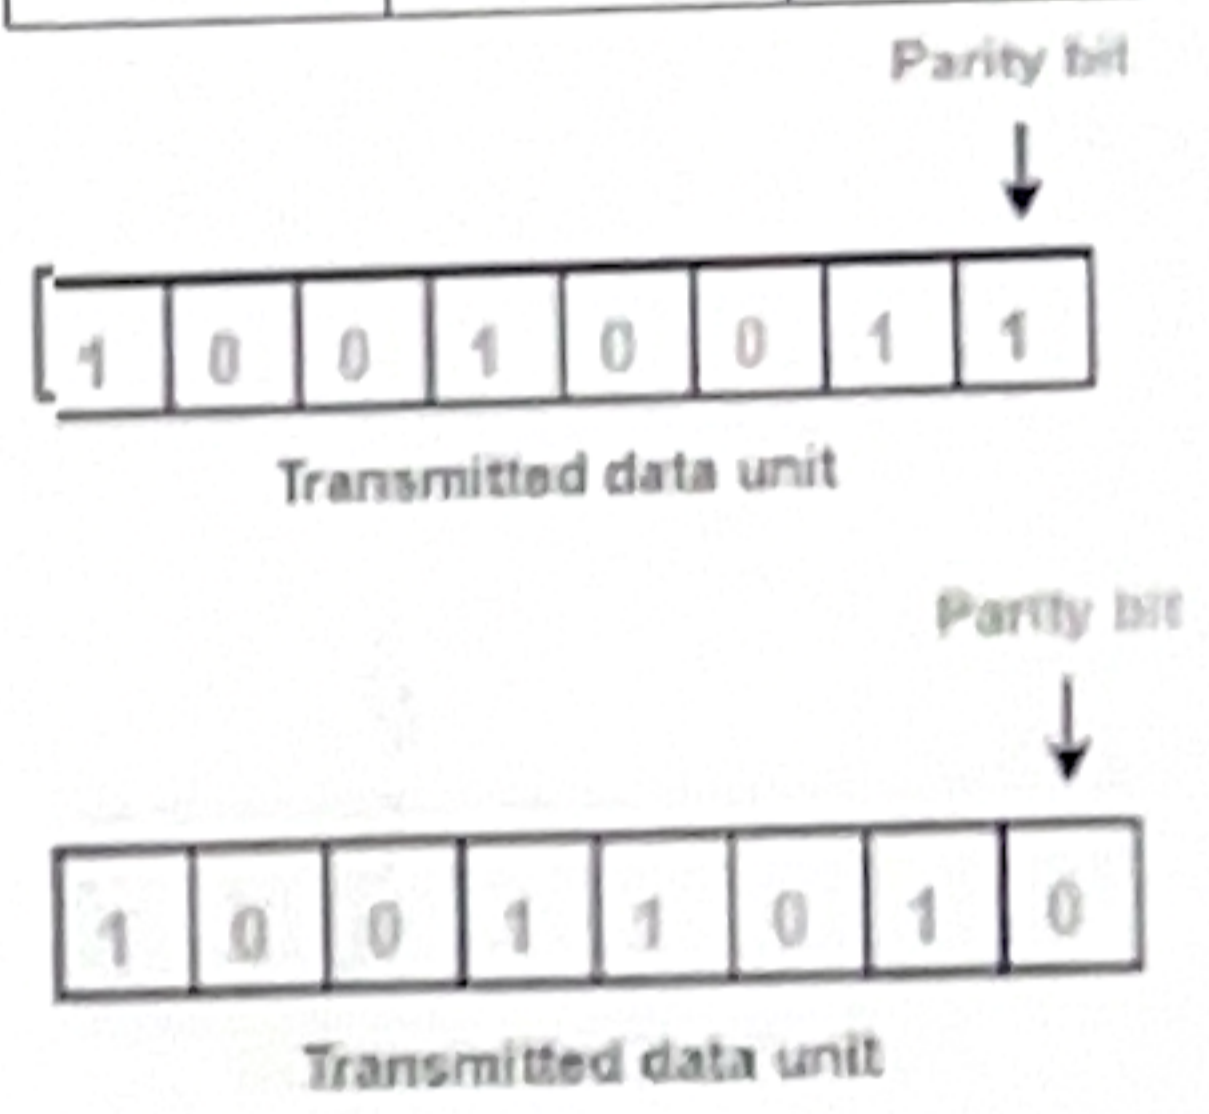 Parity bit
1 0 0 1 0 0 1 1
Transmitted data unit
Parity bit
1 0 0 1 1 0 1 0
Transmitted data unit